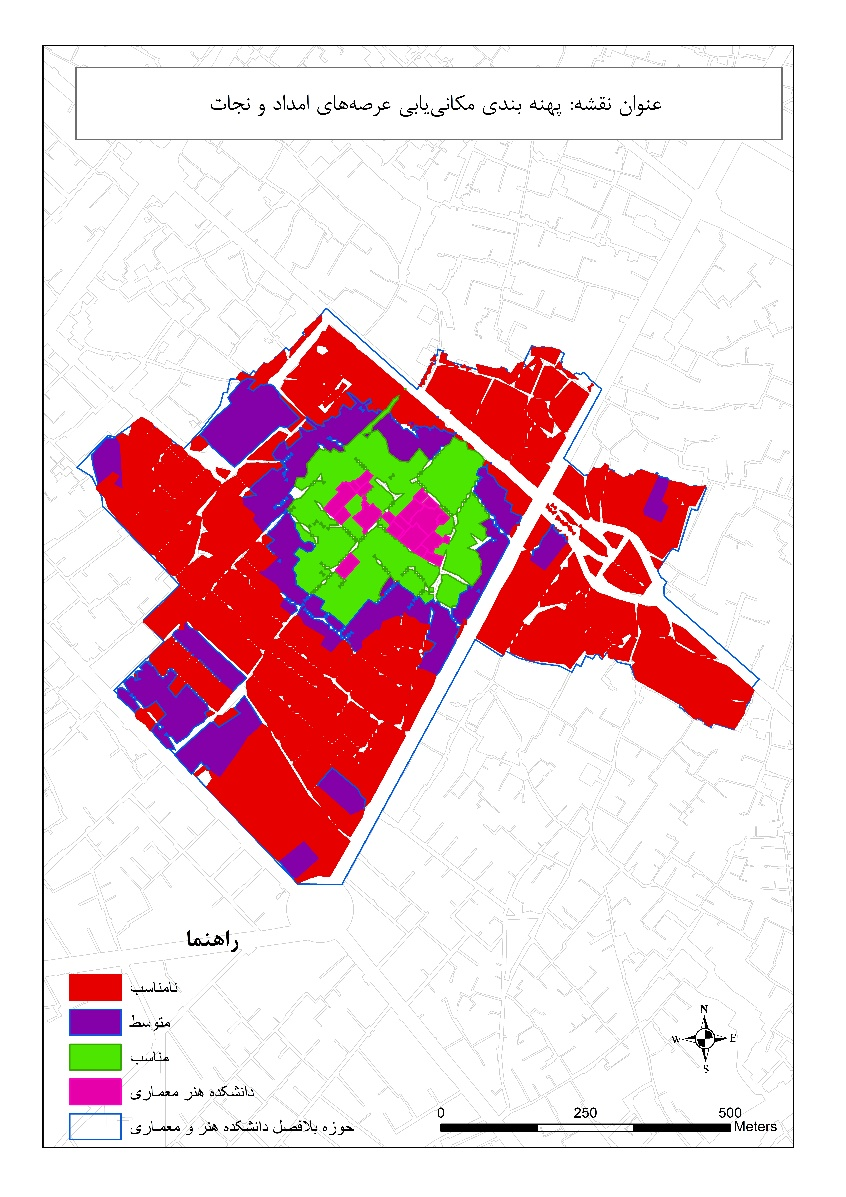 عنوان نقشه: پهنه بندی مکانی‌یابی عرصه‌های امداد و نجات
راهنما
نامناسب
متوسط
مناسب
دانشکده هنر معماری
حوزه بلافصل دانشکده هنر و معماری
N
W E
S
0 250 500
Meters